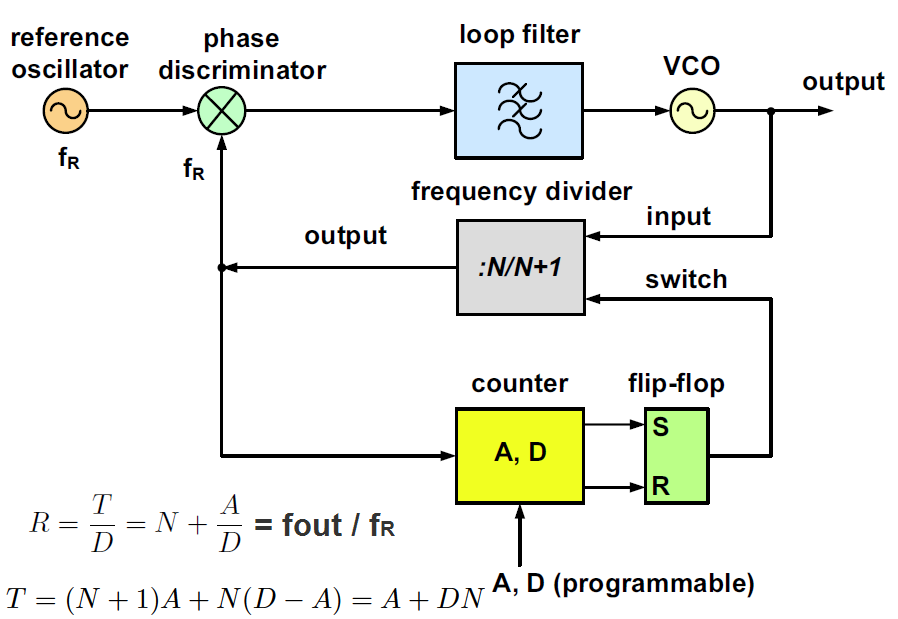 reference
oscillator
phase
discriminator
loop filter
VCO
output
f_R
f_R
frequency divider
input
output
:N/N+1
switch
counter
flip-flop
A, D
S
R
R = \frac{T}{D} = N + \frac{A}{D} = fout / f_R
A, D (programmable)
T = (N + 1)A + N(D − A) = A + DN